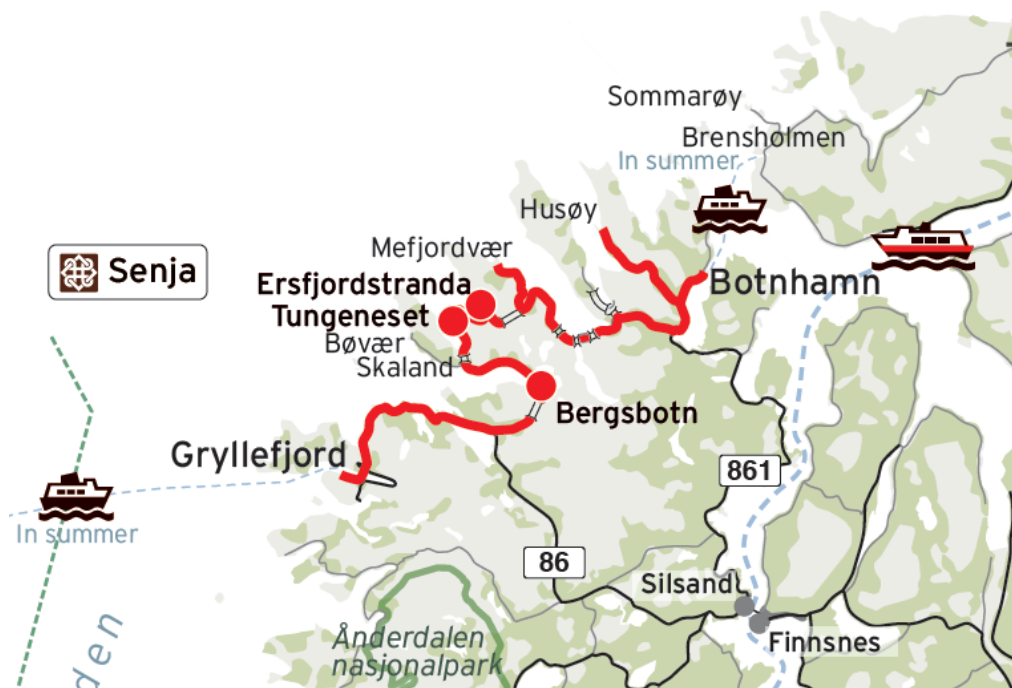 Sommarøy
Brensholmen
In summer
Husøy
Mefjordvær
Senja
Ersfjordstranda
Botnhamn
Tungeneset
Bøvær
Skaland
Bergsbotn
Gryllefjord
861
In summer
86
Silsand
Finnsnes
Ånderdalen
nasjonalpark
den